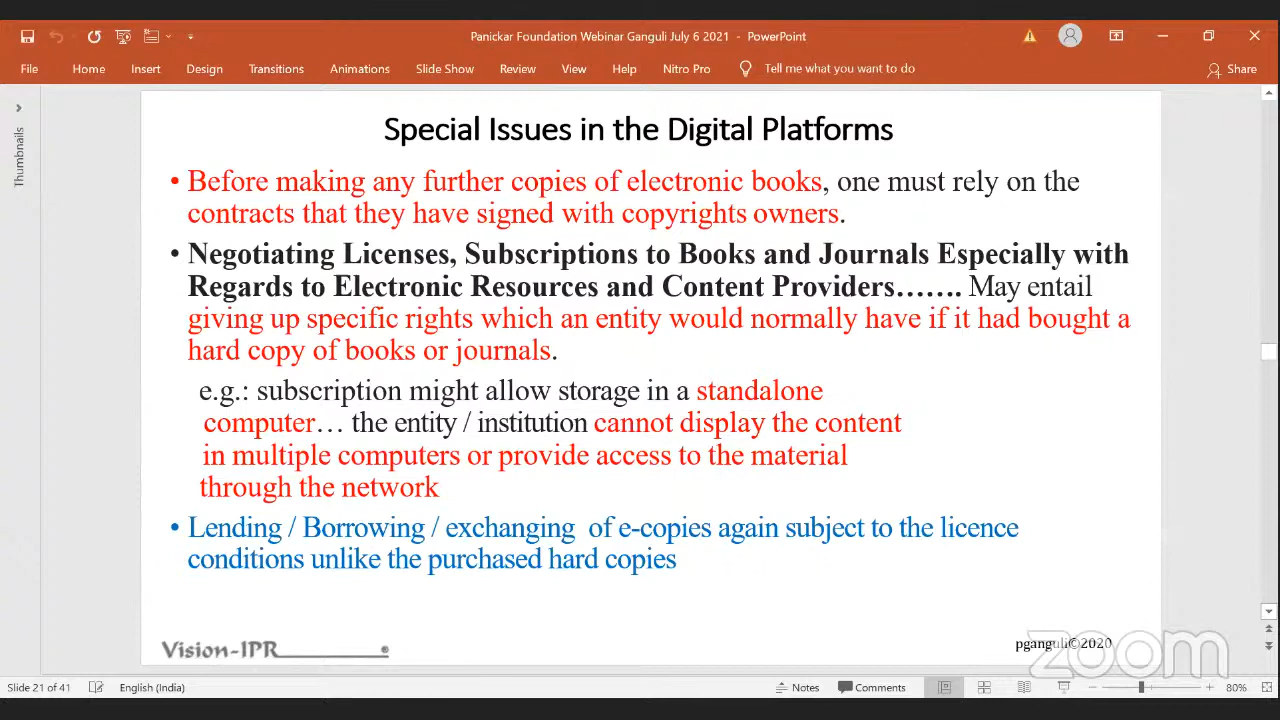 Panickar Foundation Webinar Ganguli July 6 2021 - PowerPoint
File Home Insert Design Transitions Animations Slide Show Review View Help Nitro Pro Tell me what you want to do Share
Thumbnails
Special Issues in the Digital Platforms
• Before making any further copies of electronic books, one must rely on the
contracts that they have signed with copyrights owners.
• Negotiating Licenses, Subscriptions to Books and Journals Especially with
Regards to Electronic Resources and Content Providers……. May entail
giving up specific rights which an entity would normally have if it had bought a
hard copy of books or journals.
e.g.: subscription might allow storage in a standalone
computer… the entity / institution cannot display the content
in multiple computers or provide access to the material
through the network
• Lending / Borrowing / exchanging of e-copies again subject to the licence
conditions unlike the purchased hard copies
Vision-IPR ®
pganguli©2020
zoom
Slide 21 of 41 English (India) Notes Comments 80%